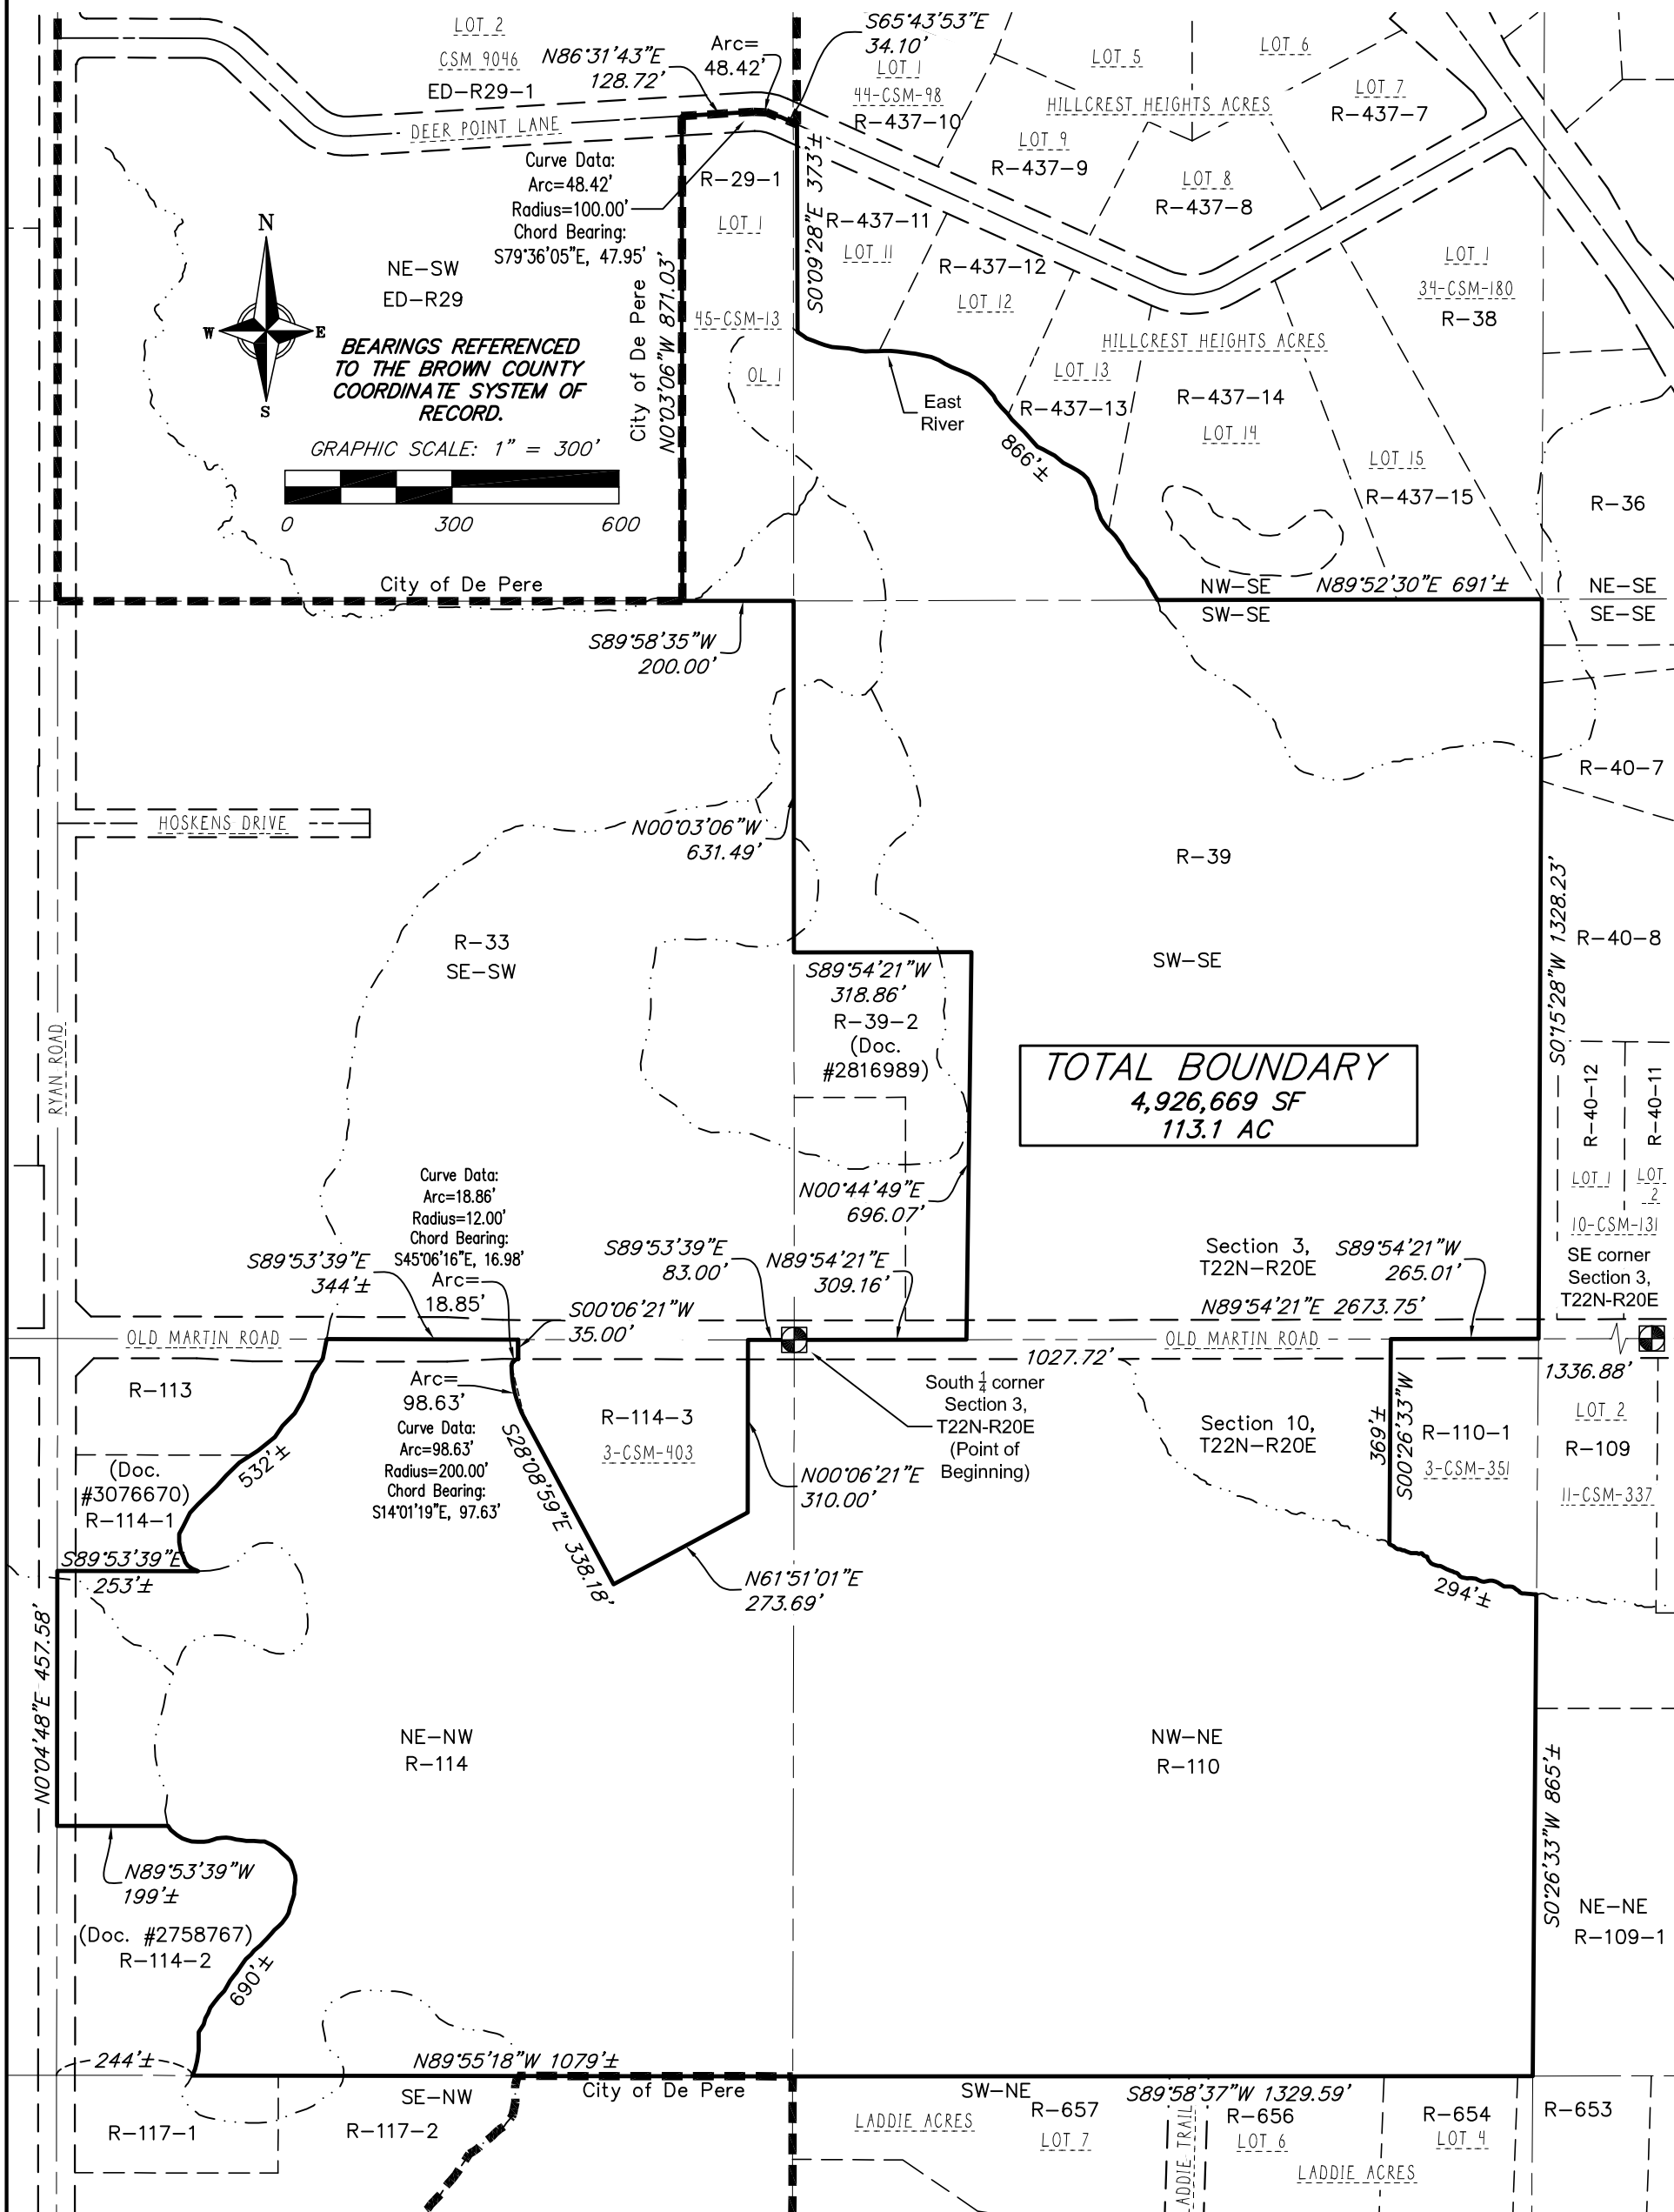 LOT 2
CSM 9046
ED-R29-1
N86°31'43"E
128.72'
Arc=
48.42'
S65°43'53"E
34.10'
LOT 1
44-CSM-98
R-437-10
LOT 5
LOT 6
LOT 7
R-437-7
HILLCREST HEIGHTS ACRES
DEER POINT LANE
LOT 9
R-437-9
LOT 8
R-437-8
Curve Data:
Arc=48.42'
Radius=100.00'
Chord Bearing:
S79°36'05"E, 47.95'
R-29-1
LOT 1
S0°09'28"E 373'±
R-437-11
LOT 11
R-437-12
LOT 12
LOT 1
34-CSM-180
R-38
N
W
E
S
NE-SW
ED-R29
BEARINGS REFERENCED
TO THE BROWN COUNTY
COORDINATE SYSTEM OF
RECORD.
City of De Pere
N0°03'06"W 871.03'
45-CSM-13
OL 1
HILLCREST HEIGHTS ACRES
LOT 13
R-437-13
R-437-14
LOT 14
East
River
866'±
LOT 15
R-437-15
R-36
GRAPHIC SCALE: 1" = 300'
0
300
600
City of De Pere
NW-SE
N89°52'30"E 691'±
NE-SE
SW-SE
SE-SE
S89°58'35"W
200.00'
HOSKENS DRIVE
N00°03'06"W
631.49'
R-40-7
R-39
S0°15'28"W 1328.23'
R-40-8
R-33
SE-SW
S89°54'21"W
318.86'
R-39-2
(Doc.
#2816989)
SW-SE
TOTAL BOUNDARY
4,926,669 SF
113.1 AC
RYAN ROAD
R-40-12
R-40-11
LOT 1
LOT
2
10-CSM-131
Curve Data:
Arc=18.86'
Radius=12.00'
Chord Bearing:
S45°06'16"E, 16.98'
Arc=
18.85'
N00°44'49"E
696.07'
S89°53'39"E
344'±
S89°53'39"E
83.00'
N89°54'21"E
309.16'
Section 3,
T22N-R20E
S89°54'21"W
265.01'
SE corner
Section 3,
T22N-R20E
S00°06'21"W
35.00'
N89°54'21"E 2673.75'
OLD MARTIN ROAD
OLD MARTIN ROAD
1027.72'
1336.88'
R-113
Arc=
98.63'
Curve Data:
Arc=98.63'
Radius=200.00'
Chord Bearing:
S14°01'19"E, 97.63'
S28°08'59"E 338.18'
R-114-3
3-CSM-403
South 1/4 corner
Section 3,
T22N-R20E
(Point of
Beginning)
Section 10,
T22N-R20E
369'±
S00°26'33"W
R-110-1
3-CSM-351
LOT 2
R-109
11-CSM-337
(Doc.
#3076670)
R-114-1
532'±
N00°06'21"E
310.00'
S89°53'39"E
253'±
N61°51'01"E
273.69'
294'±
N0°04'48"E 457.58'
NE-NW
R-114
NW-NE
R-110
S0°26'33"W 865'±
N89°53'39"W
199'±
(Doc. #2758767)
R-114-2
690'±
NE-NE
R-109-1
244'±
N89°55'18"W 1079'±
City of De Pere
SE-NW
SW-NE
S89°58'37"W 1329.59'
R-117-1
R-117-2
LADDIE ACRES
R-657
LOT 7
LADDIE TRAIL
R-656
LOT 6
R-654
LOT 4
R-653
LADDIE ACRES